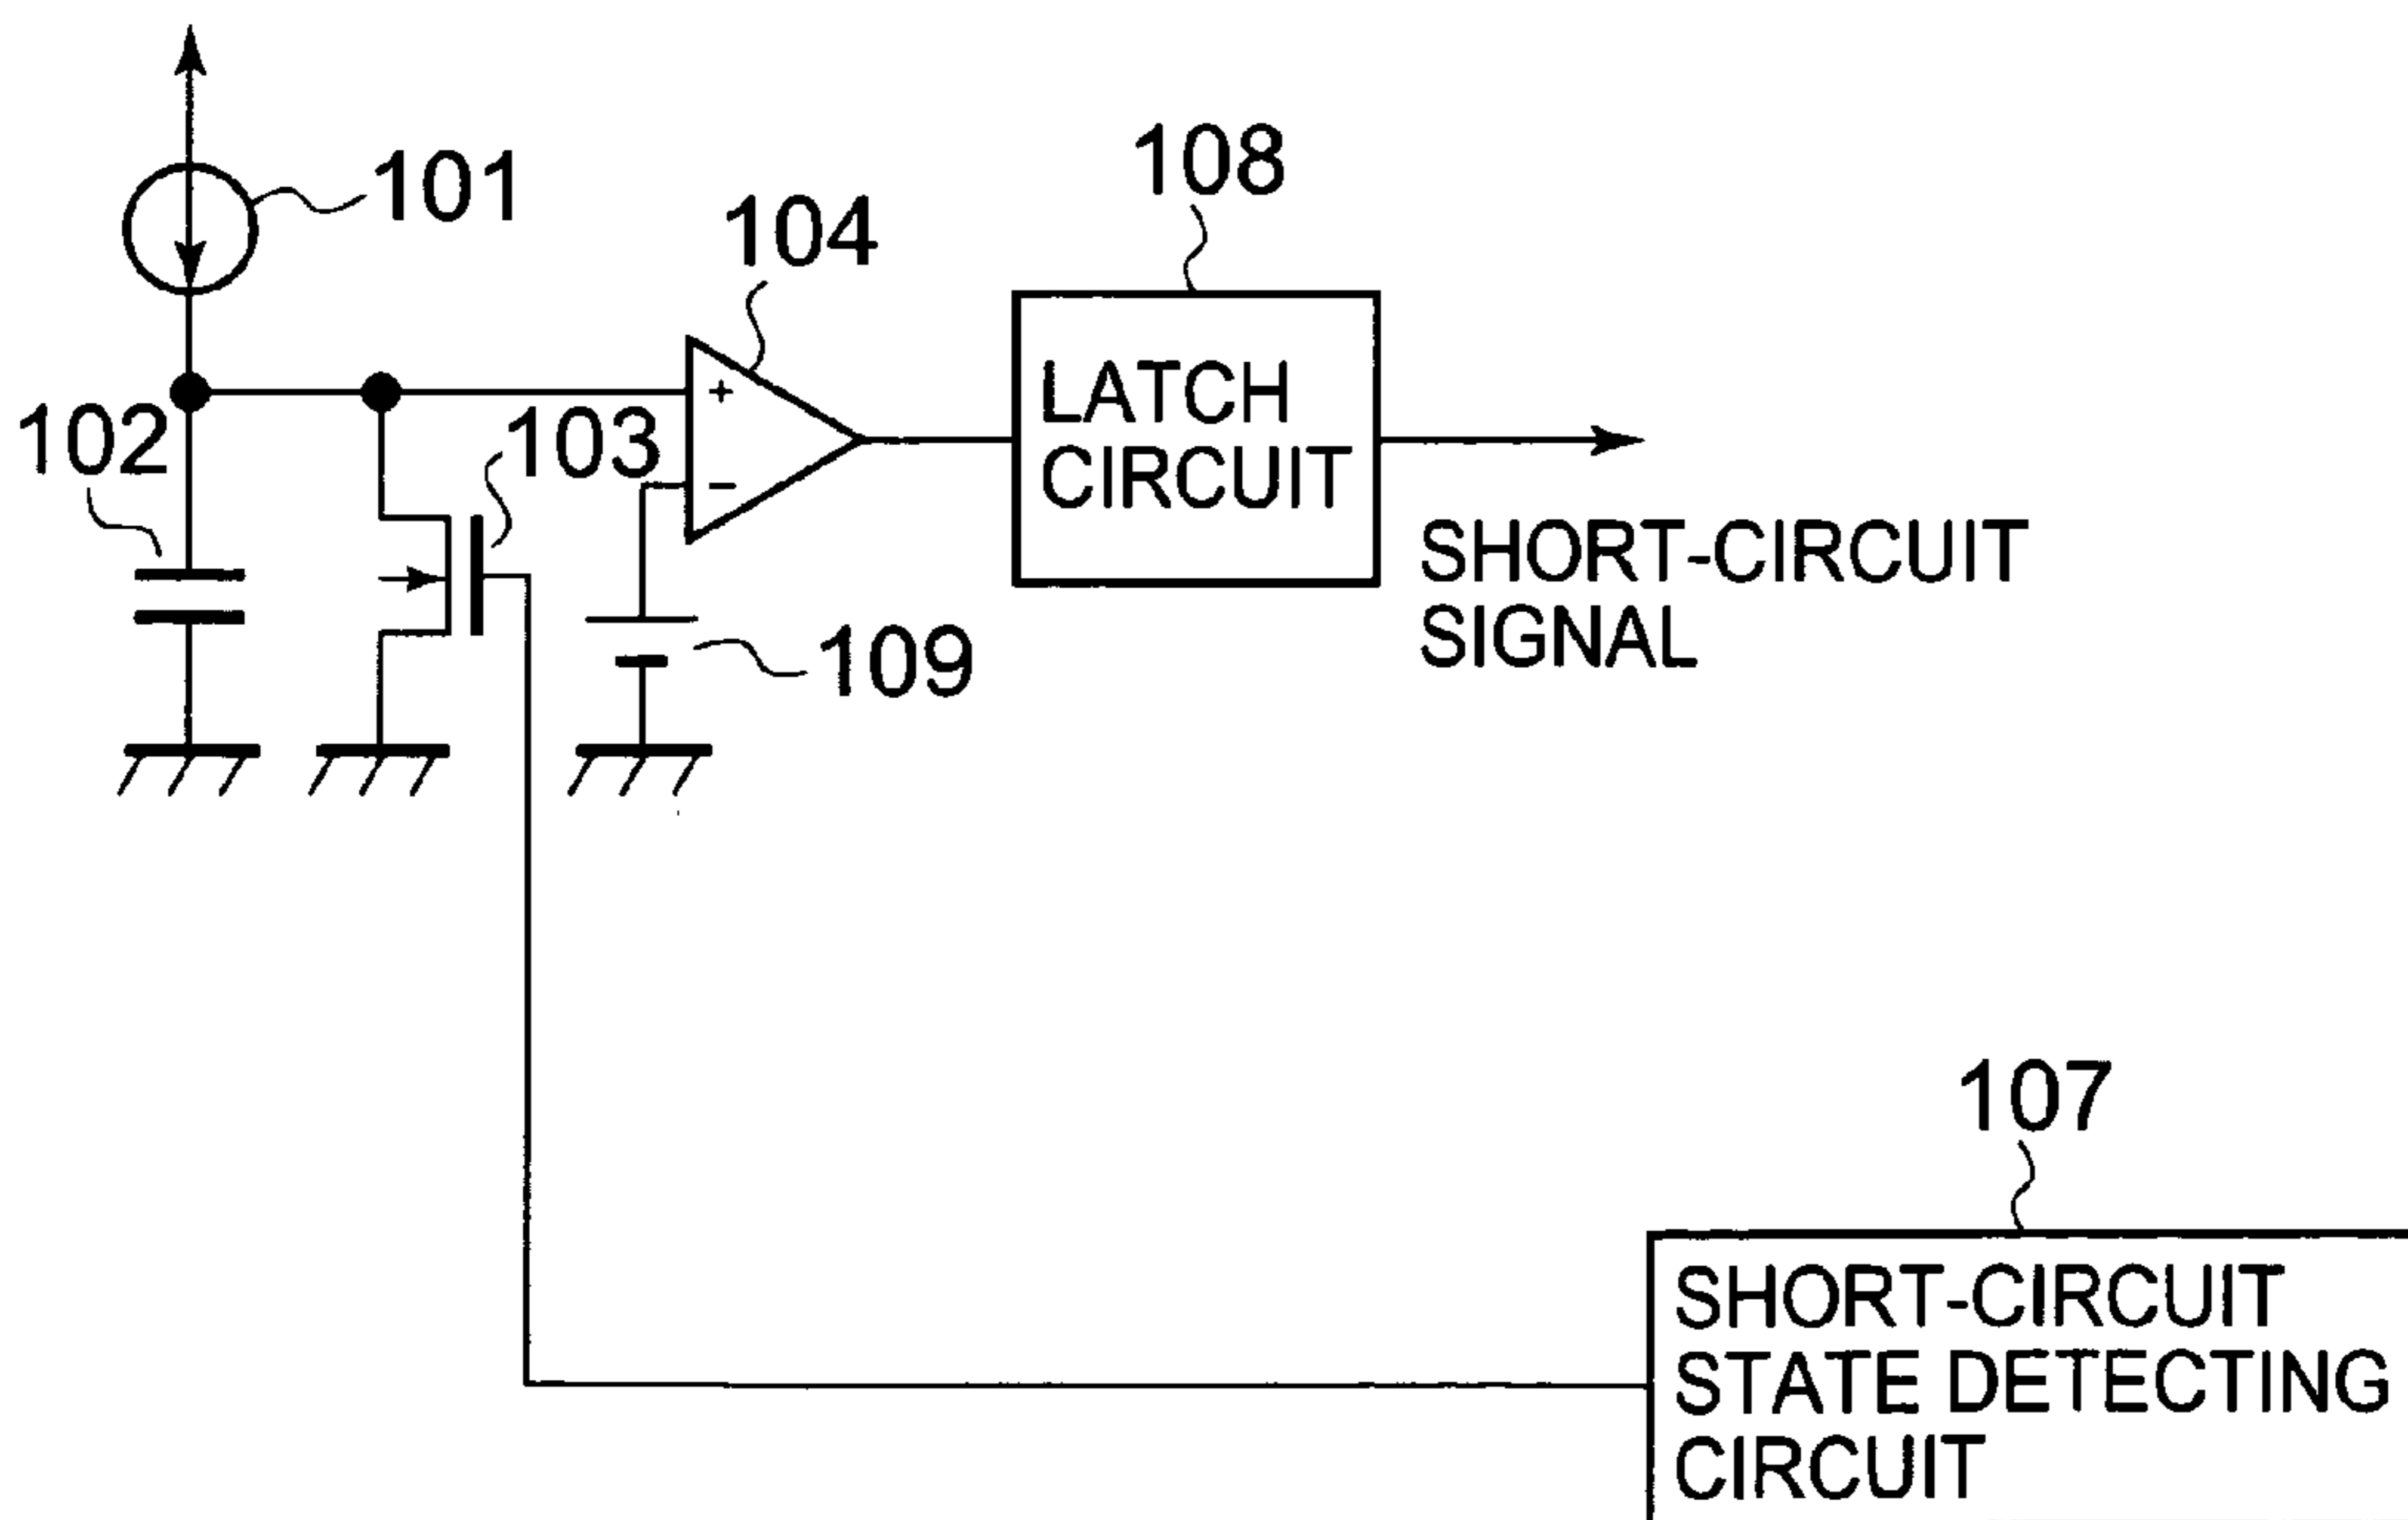 101
108
104
LATCH
CIRCUIT
+
102
103
−
SHORT-CIRCUIT
SIGNAL
109
107
SHORT-CIRCUIT
STATE DETECTING
CIRCUIT